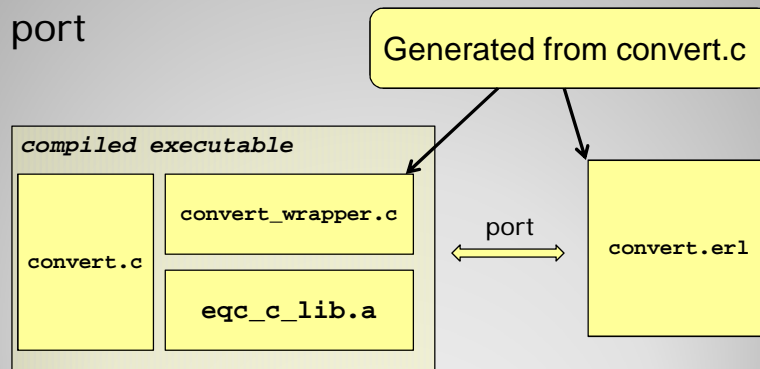 port
Generated from convert.c
compiled executable
convert_wrapper.c
convert.c
eqc_c_lib.a
port
convert.erl